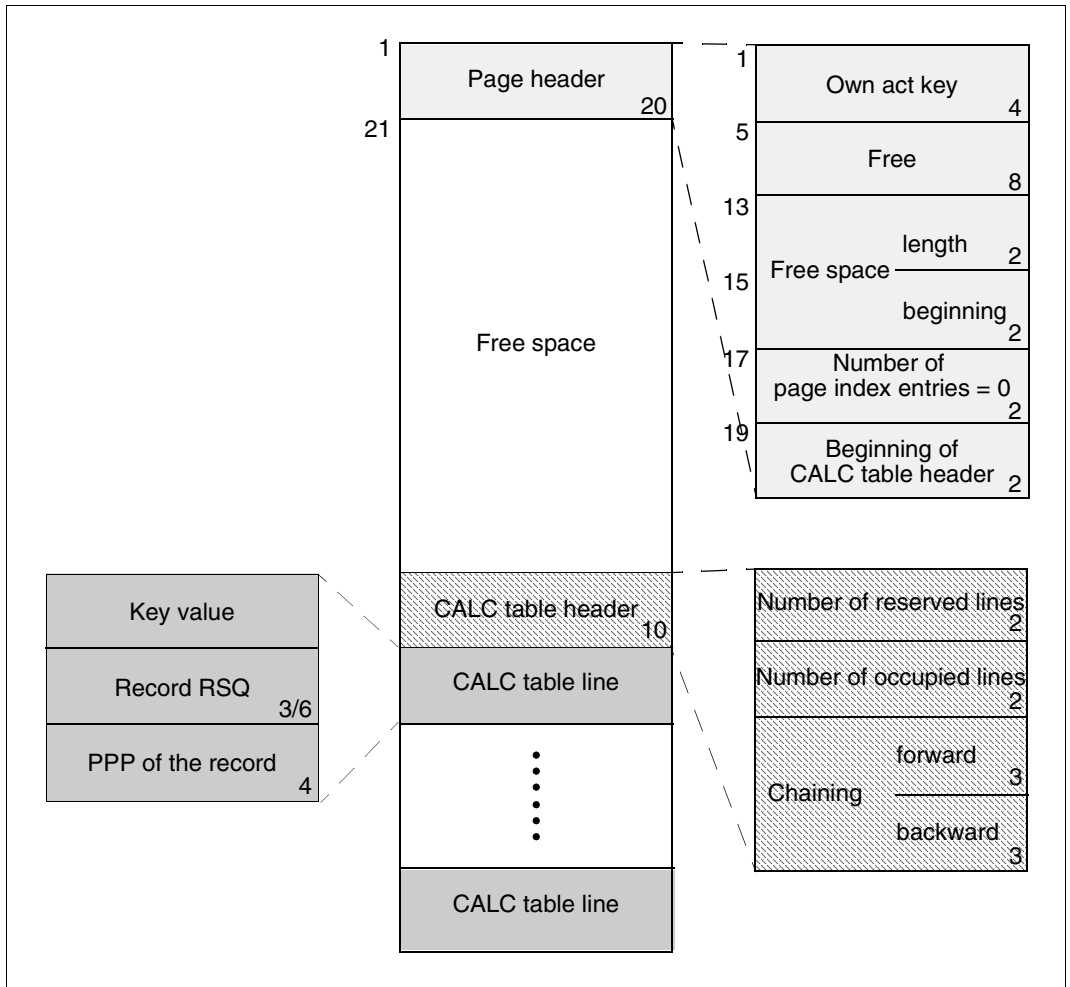 1
Page header
20
21
Free space
CALC table header
10
CALC table line
CALC table line
1
Own act key
4
5
Free
8
13
Free space
length
2
15
beginning
2
17
Number of
page index entries = 0
2
19
Beginning of
CALC table header
2
Key value
Record RSQ
3/6
PPP of the record
4
Number of reserved lines
2
Number of occupied lines
2
Chaining
forward
3
backward
3